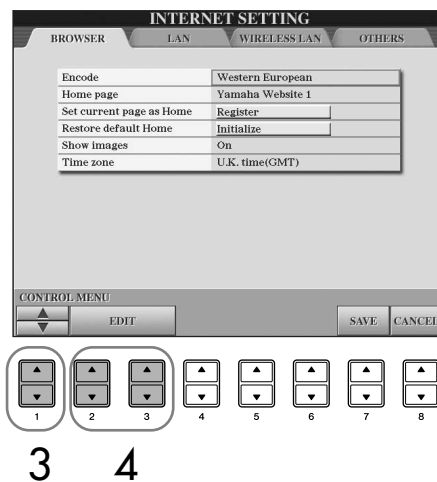 INTERNET SETTING
BROWSER LAN WIRELESS LAN OTHERS
Encode Western European
Home page Yamaha Website 1
Set current page as Home Register
Restore default Home Initialize
Show images On
Time zone U.K. time(GMT)
CONTROL MENU
EDIT SAVE CANCEL
1 2 3 4 5 6 7 8
3 4